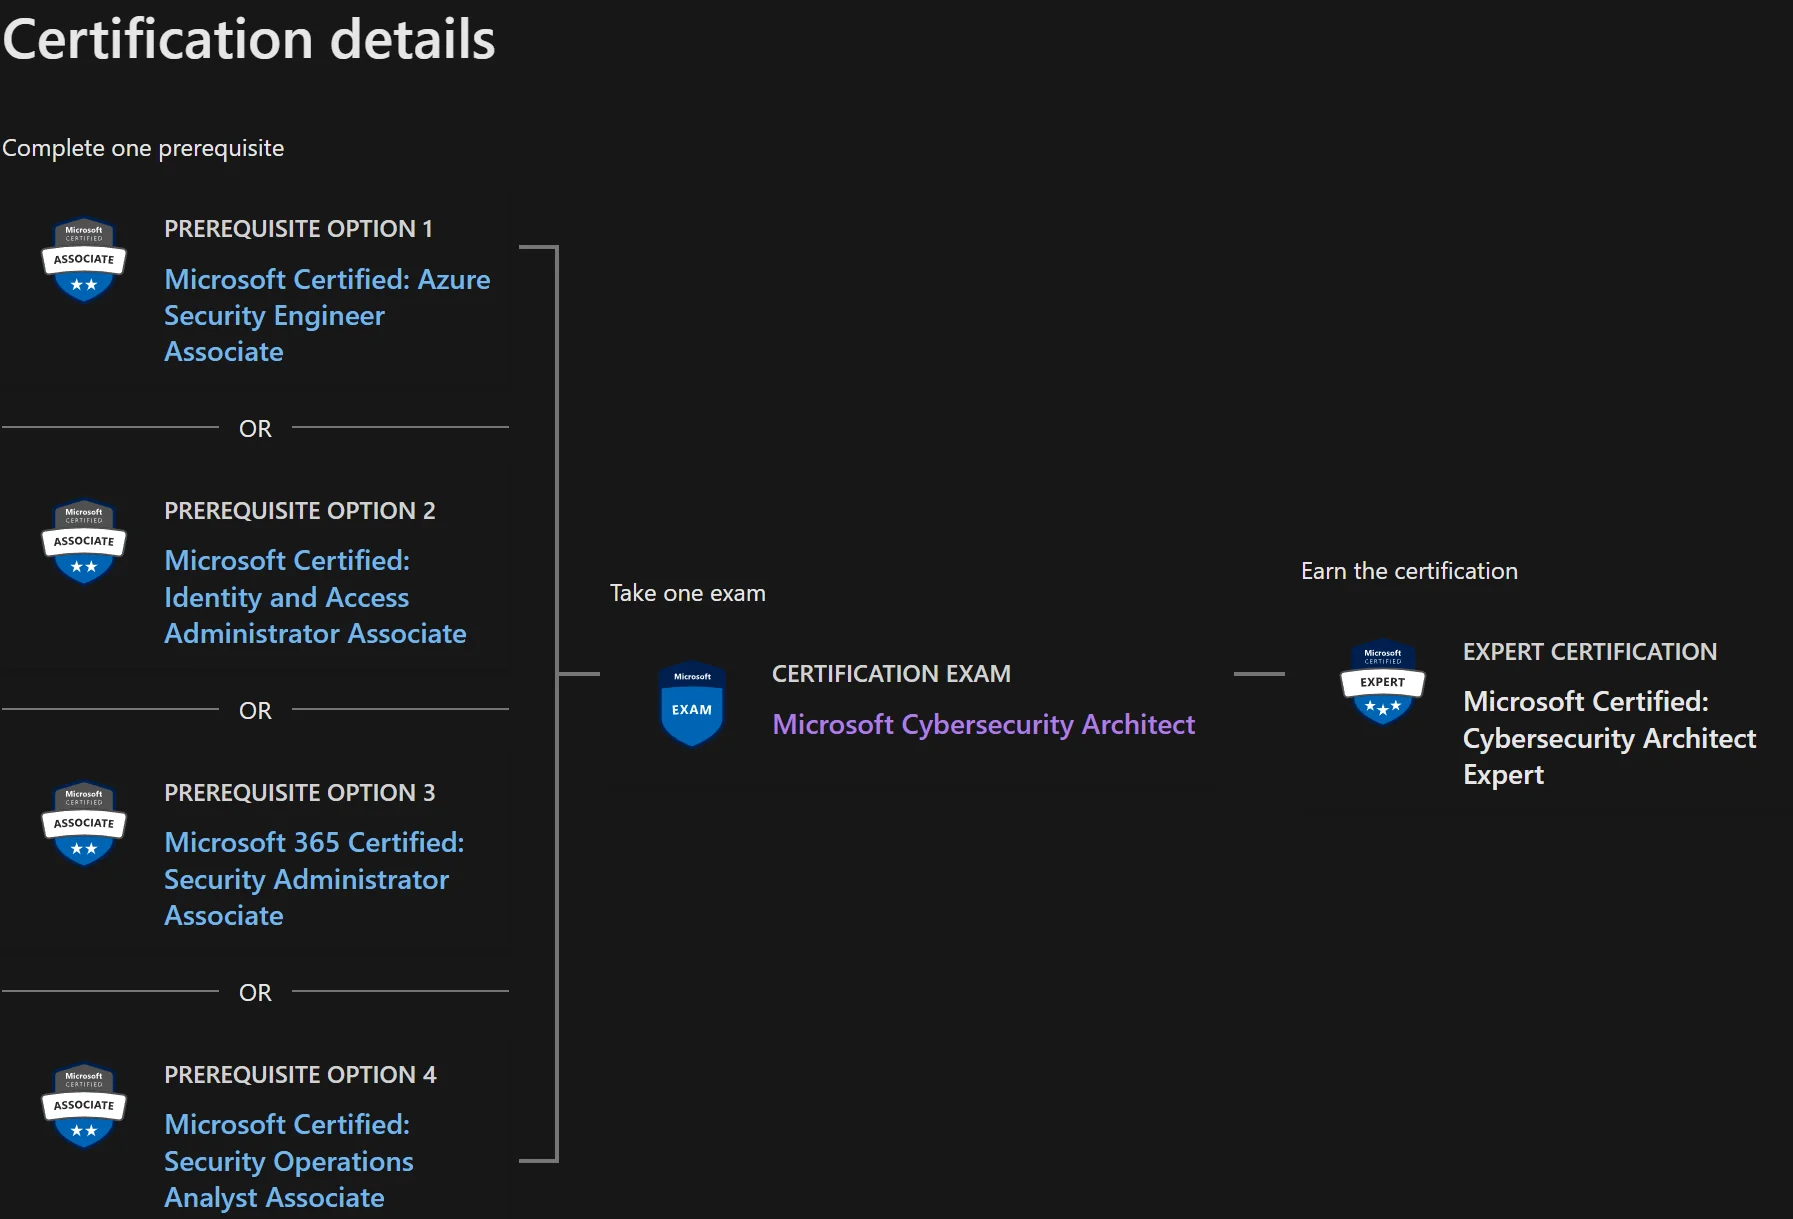 Certification details
Complete one prerequisite
Microsoft
CERTIFIED
ASSOCIATE
PREREQUISITE OPTION 1
Microsoft Certified: Azure
Security Engineer
Associate
OR
Microsoft
CERTIFIED
ASSOCIATE
PREREQUISITE OPTION 2
Microsoft Certified:
Identity and Access
Administrator Associate
OR
Microsoft
CERTIFIED
ASSOCIATE
PREREQUISITE OPTION 3
Microsoft 365 Certified:
Security Administrator
Associate
OR
Microsoft
CERTIFIED
ASSOCIATE
PREREQUISITE OPTION 4
Microsoft Certified:
Security Operations
Analyst Associate
Take one exam
Microsoft
EXAM
CERTIFICATION EXAM
Microsoft Cybersecurity Architect
Earn the certification
Microsoft
CERTIFIED
EXPERT
EXPERT CERTIFICATION
Microsoft Certified:
Cybersecurity Architect
Expert